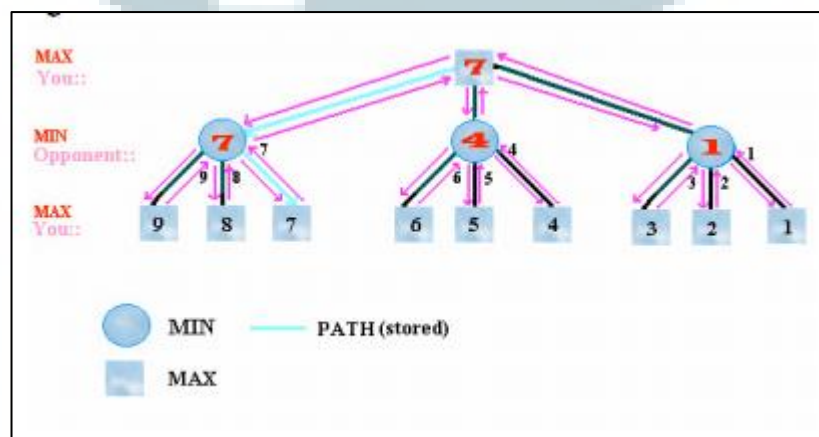 MAX
You::
7
MIN
Opponent::
7 7 4 4 1 1
9 8 6 5 3 2
MAX
You::
9 8 7 6 5 4 3 2 1
MIN PATH (stored)
MAX